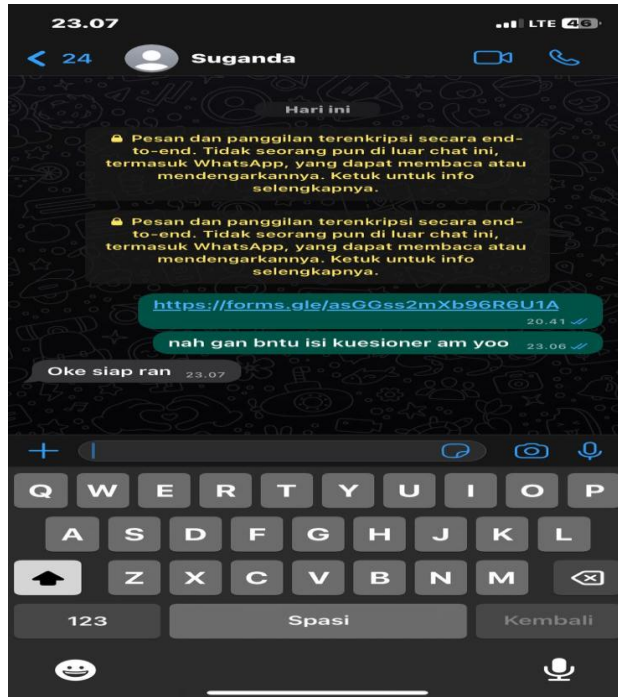 23.07
LTE 4G
24
Suganda
Hari ini
Pesan dan panggilan terenkripsi secara end-
to-end. Tidak seorang pun di luar chat ini,
termasuk WhatsApp, yang dapat membaca atau
mendengarkannya. Ketuk untuk info
selengkapnya.
Pesan dan panggilan terenkripsi secara end-
to-end. Tidak seorang pun di luar chat ini,
termasuk WhatsApp, yang dapat membaca atau
mendengarkannya. Ketuk untuk info
selengkapnya.
https://forms.gle/asGGss2mXb96R6U1A
20.41
nah gan bntu isi kuesioner am yoo 23.06
Oke siap ran 23.07
Q W E R T Y U I O P
A S D F G H J K L
Z X C V B N M
123 Spasi Kembali